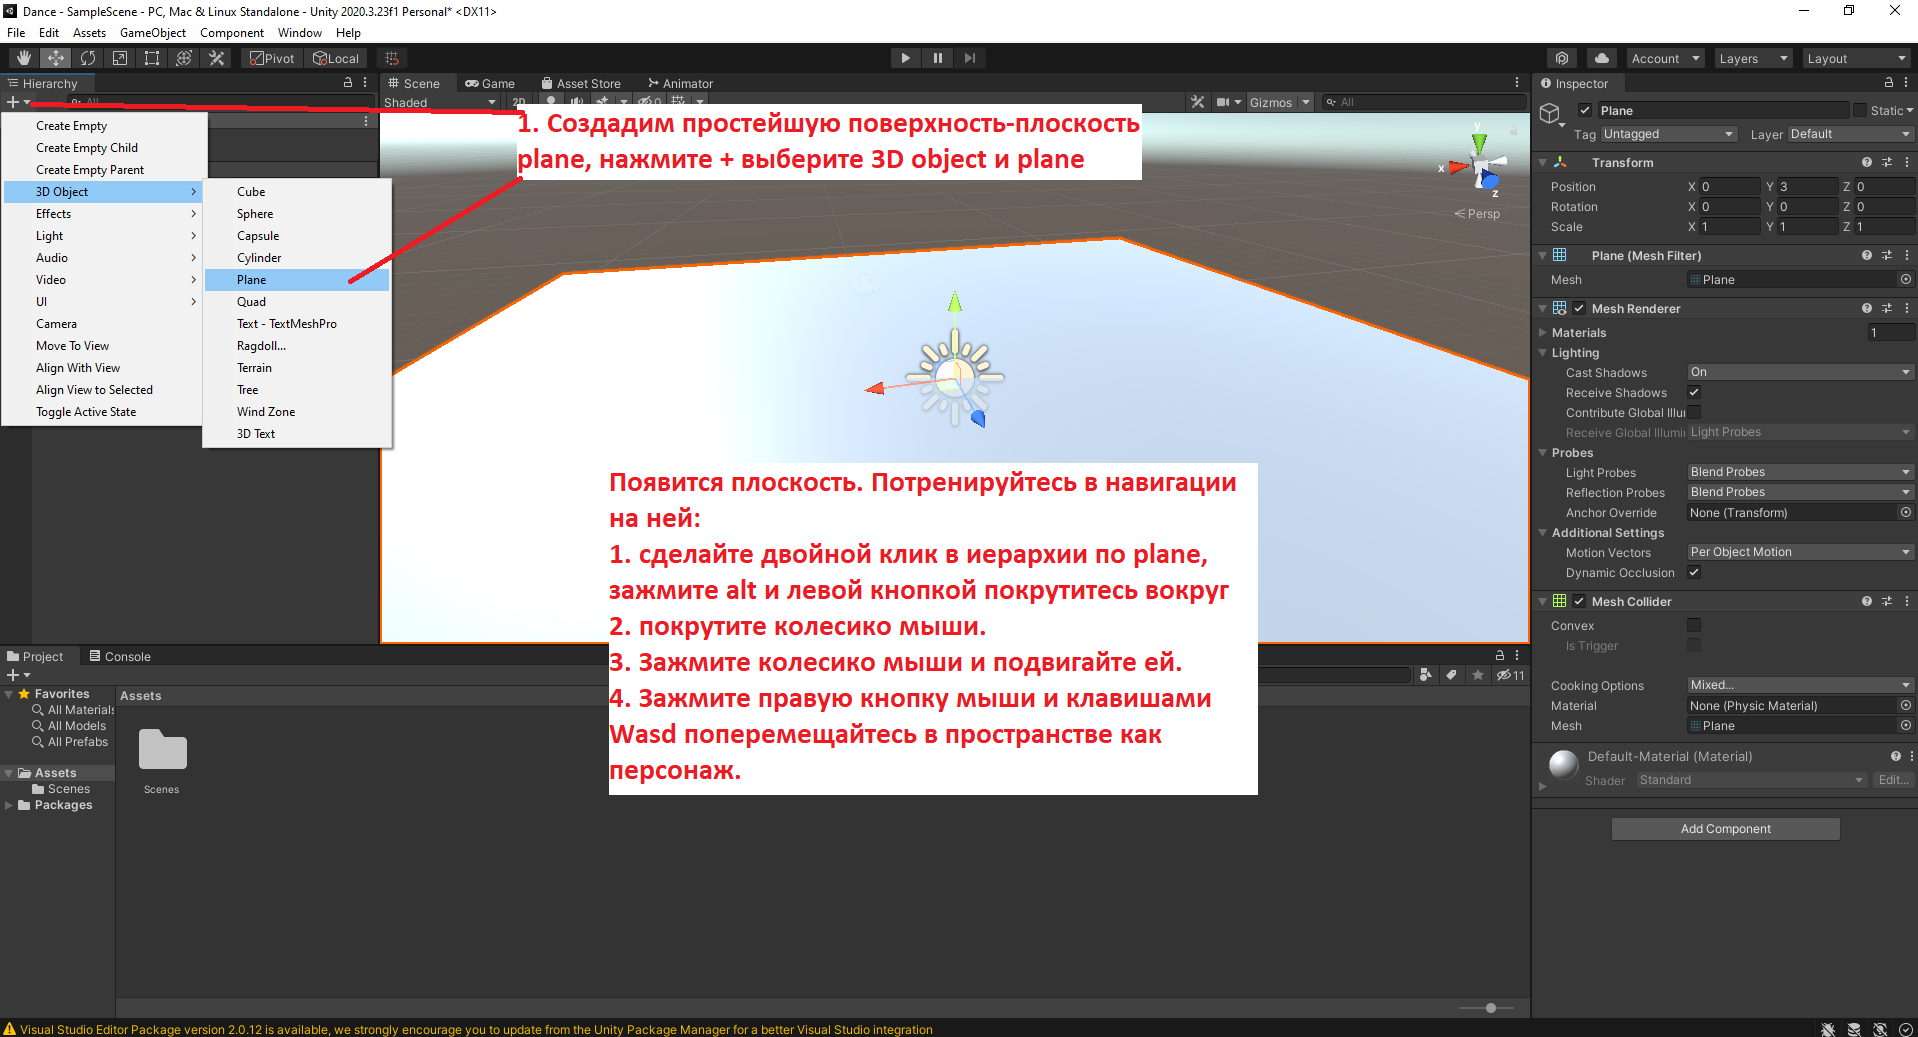 Dance - SampleScene - PC, Mac & Linux Standalone - Unity 2020.3.23f1 Personal* <DX11>
File Edit Assets GameObject Component Window Help
Pivot Local Account Layers Layout
Hierarchy
All
Create Empty
Create Empty Child
Create Empty Parent
3D Object
Effects
Light
Audio
Video
UI
Camera
Move To View
Align With View
Align View to Selected
Toggle Active State
Cube
Sphere
Capsule
Cylinder
Plane
Quad
Text - TextMeshPro
Ragdoll...
Terrain
Tree
Wind Zone
3D Text
Scene Game Asset Store Animator
Shaded 2D 0 Gizmos All
1. Создадим простейшую поверхность-плоскость
plane, нажмите + выберите 3D object и plane
y
x
z
Persp
Появится плоскость. Потренируйтесь в навигации
на ней:
1. сделайте двойной клик в иерархии по plane,
зажмите alt и левой кнопкой покрутитесь вокруг
2. покрутите колесико мыши.
3. Зажмите колесико мыши и подвигайте ей.
4. Зажмите правую кнопку мыши и клавишами
Wasd поперемещайтесь в пространстве как
персонаж.
Inspector
Plane Static
Tag Untagged Layer Default
Transform
Position X 0 Y 3 Z 0
Rotation X 0 Y 0 Z 0
Scale X 1 Y 1 Z 1
Plane (Mesh Filter)
Mesh Plane
Mesh Renderer
Materials 1
Lighting
Cast Shadows On
Receive Shadows
Contribute Global Illu
Receive Global Illumi Light Probes
Probes
Light Probes Blend Probes
Reflection Probes Blend Probes
Anchor Override None (Transform)
Additional Settings
Motion Vectors Per Object Motion
Dynamic Occlusion
Mesh Collider
Convex
Is Trigger
Cooking Options Mixed...
Material None (Physic Material)
Mesh Plane
Default-Material (Material)
Shader Standard Edit...
Add Component
Project Console
11
Favorites
All Materials
All Models
All Prefabs
Assets
Scenes
Packages
Assets
Scenes
Visual Studio Editor Package version 2.0.12 is available, we strongly encourage you to update from the Unity Package Manager for a better Visual Studio integration